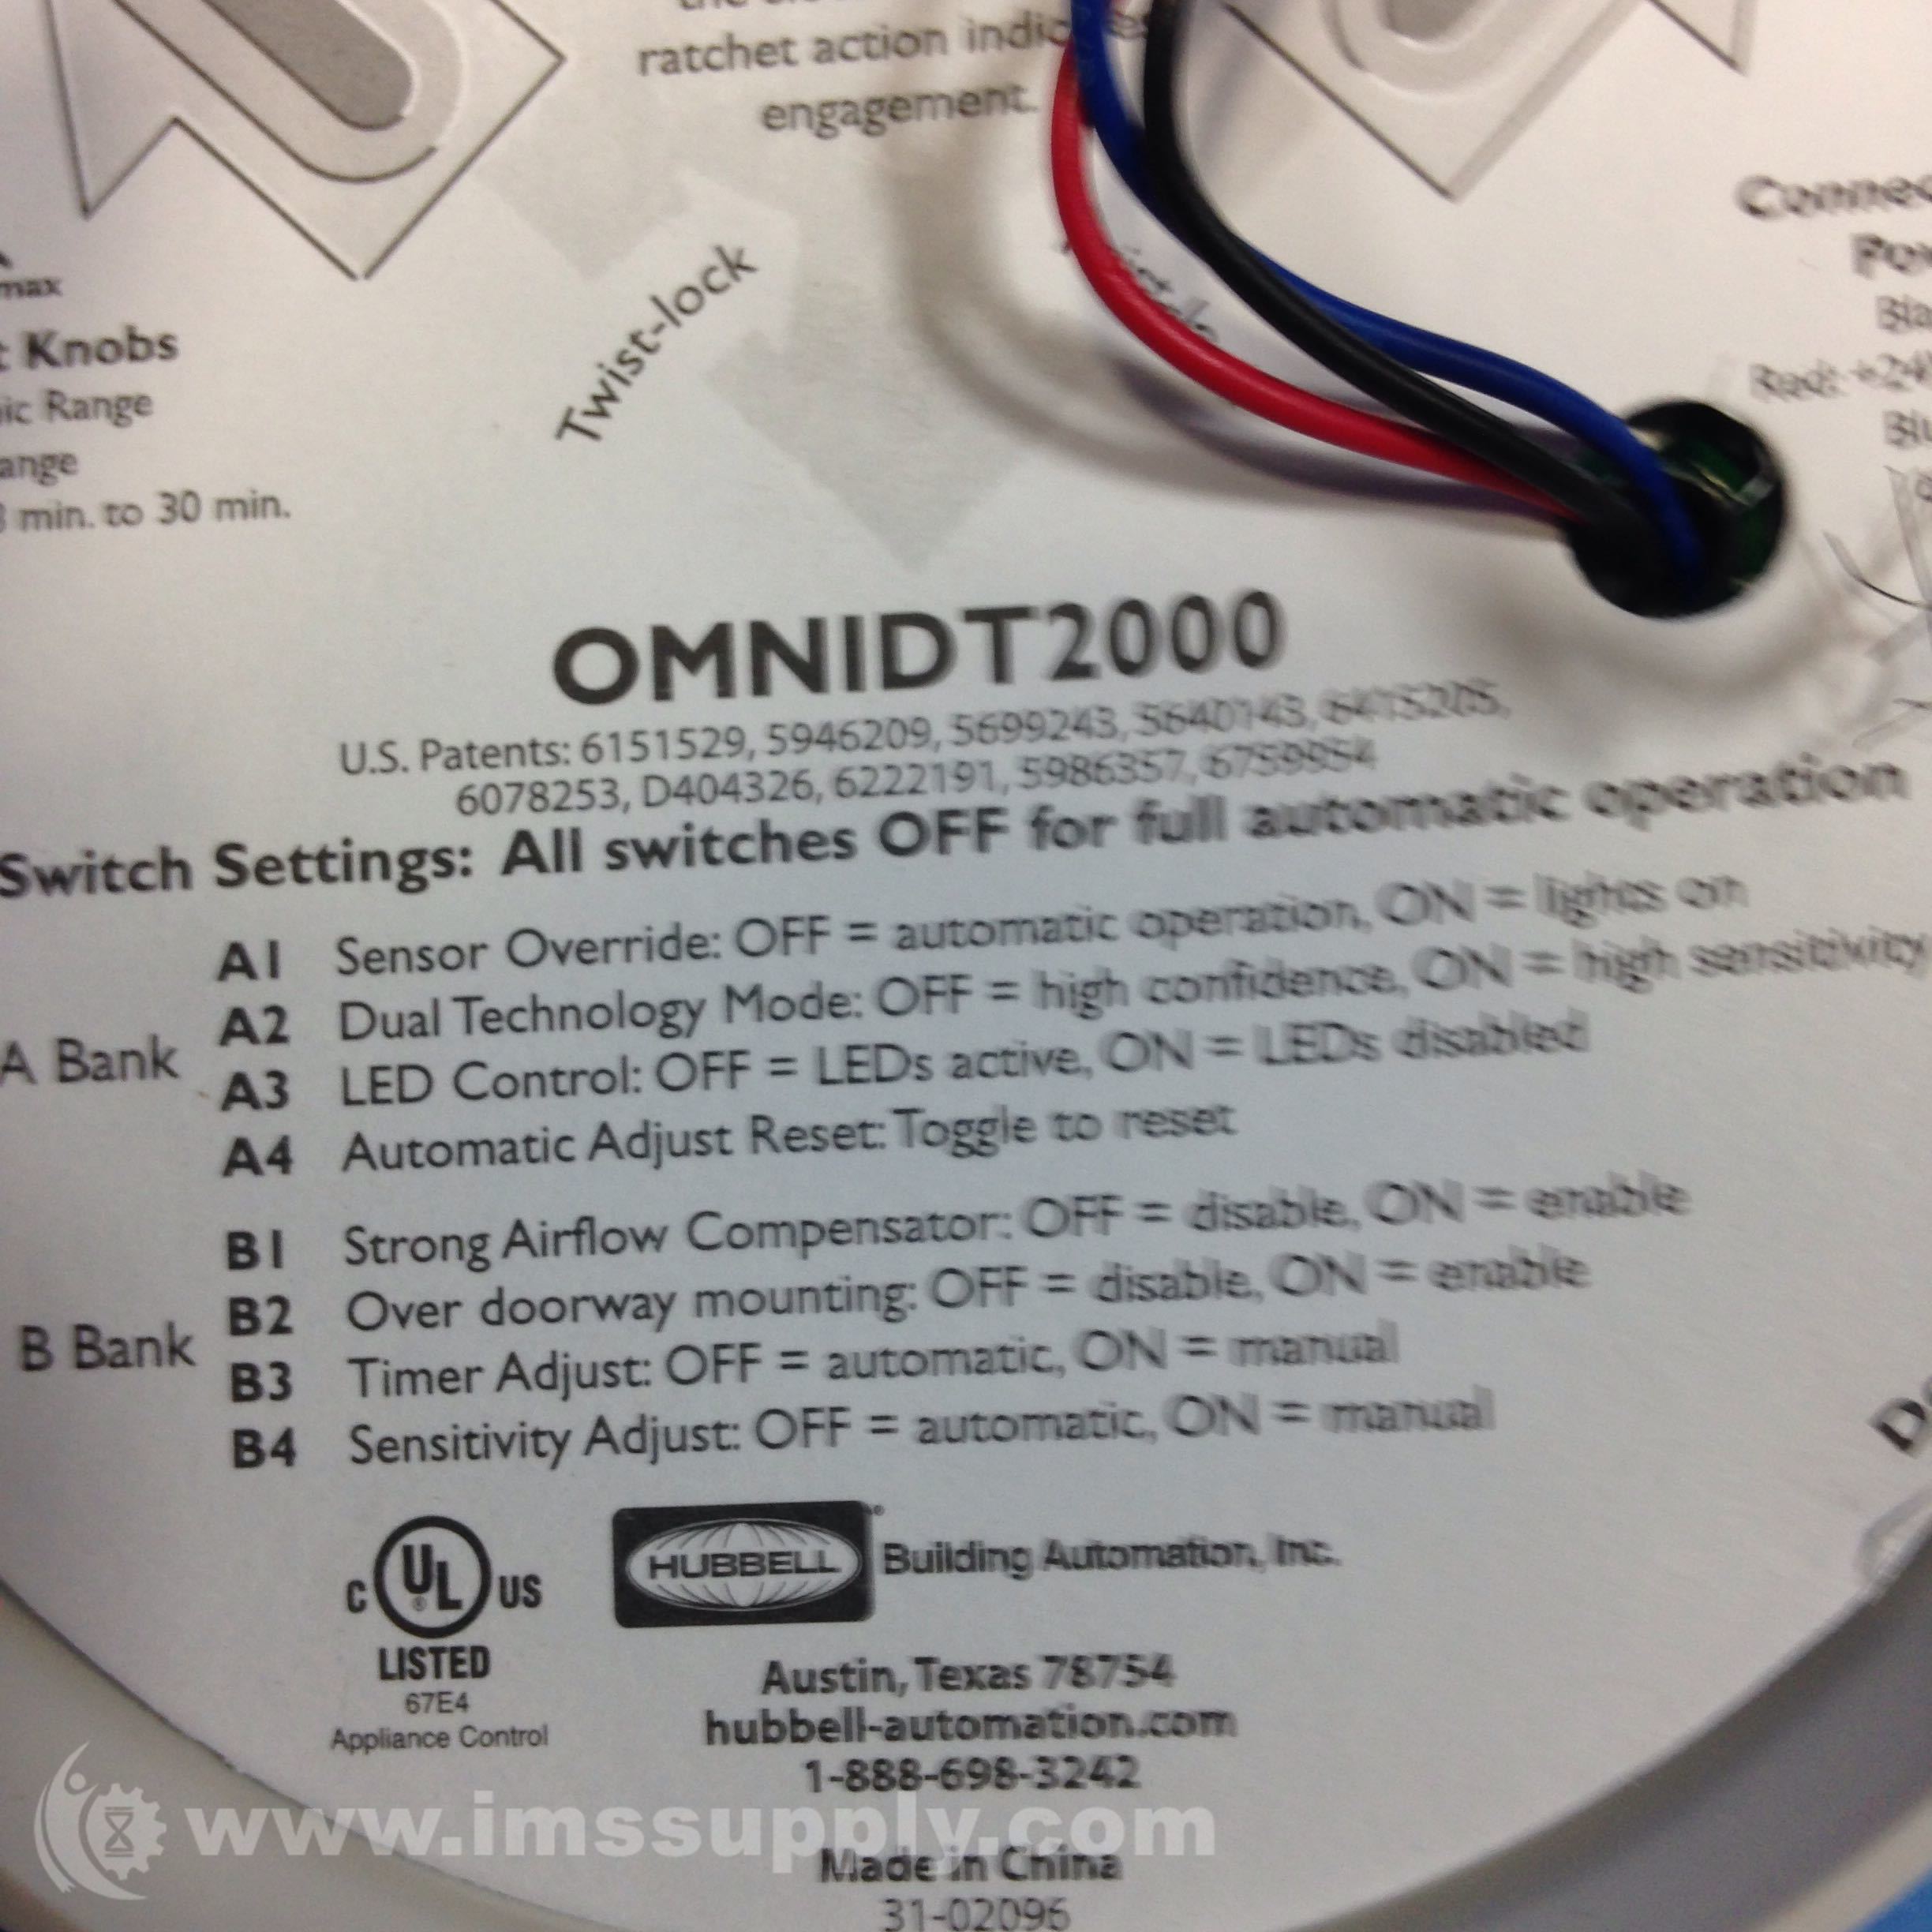 ratchet action
engagement.
max
Knobs
Range
min. to 30 min.
Twist-lock
OMNIDT2000
U.S. Patents: 6151529, 5946209, 5699243, 5640143, 6415205,
6078253, D404326, 6222191, 5986357, 6759954
Switch Settings: All switches OFF for full automatic operation
A Bank
A1 Sensor Override: OFF = automatic operation, ON = lights on
A2 Dual Technology Mode: OFF = high confidence, ON = high sensitivity
A3 LED Control: OFF = LEDs active, ON = LEDs disabled
A4 Automatic Adjust Reset: Toggle to reset
B Bank
B1 Strong Airflow Compensator: OFF = disable, ON = enable
B2 Over doorway mounting: OFF = disable, ON = enable
B3 Timer Adjust: OFF = automatic, ON = manual
B4 Sensitivity Adjust: OFF = automatic, ON = manual
C UL® US
LISTED
67E4
Appliance Control
HUBBELL® Building Automation, Inc.
Austin, Texas 78754
hubbell-automation.com
1-888-698-3242
www.imssupply.com
Made in China
31-02096